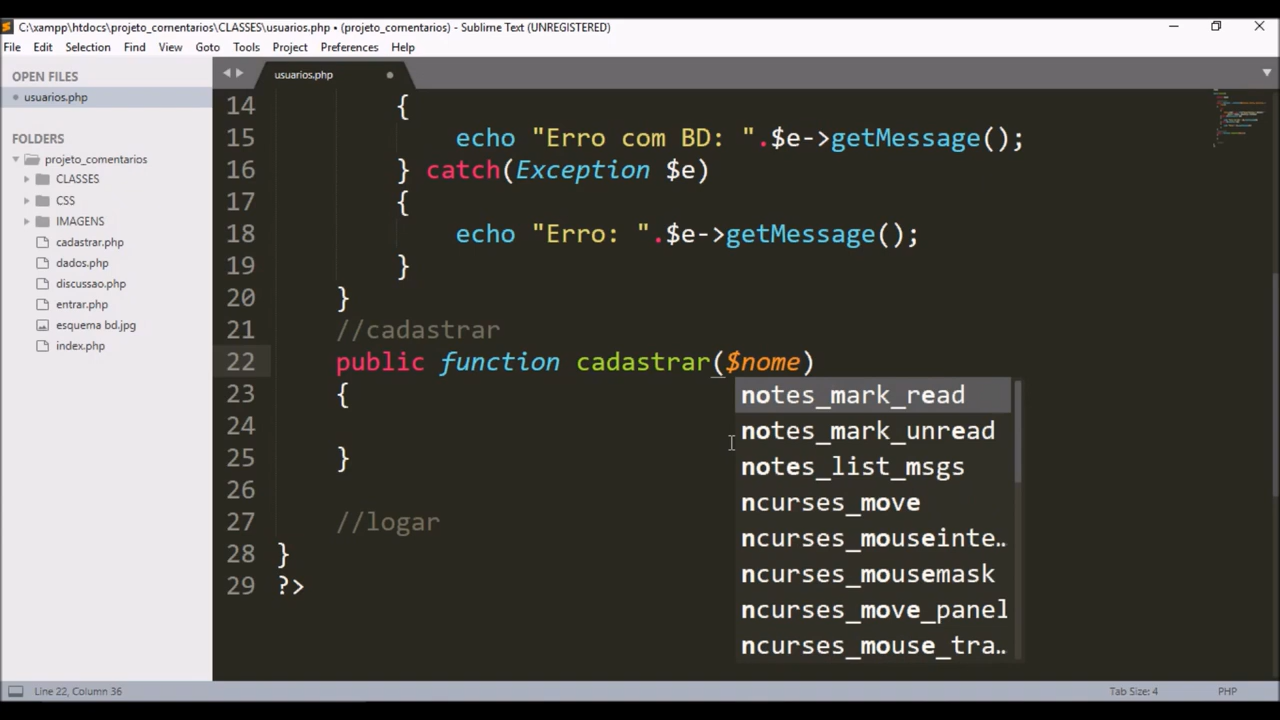 C:\xampp\htdocs\projeto_comentarios\CLASSES\usuarios.php • (projeto_comentarios) - Sublime Text (UNREGISTERED)
File Edit Selection Find View Goto Tools Project Preferences Help
OPEN FILES
usuarios.php
FOLDERS
projeto_comentarios
CLASSES
CSS
IMAGENS
cadastrar.php
dados.php
discussao.php
entrar.php
esquema bd.jpg
index.php
usuarios.php
14 {
15 echo "Erro com BD: ".$e->getMessage();
16 } catch(Exception $e)
17 {
18 echo "Erro: ".$e->getMessage();
19 }
20 }
21 //cadastrar
22 public function cadastrar($nome)
23 {
24
25 }
26
27 //logar
28 }
29 ?>
notes_mark_read
notes_mark_unread
notes_list_msgs
ncurses_move
ncurses_mouseinte..
ncurses_mousemask
ncurses_move_panel
ncurses_mouse_tra..
Line 22, Column 36 Tab Size: 4 PHP